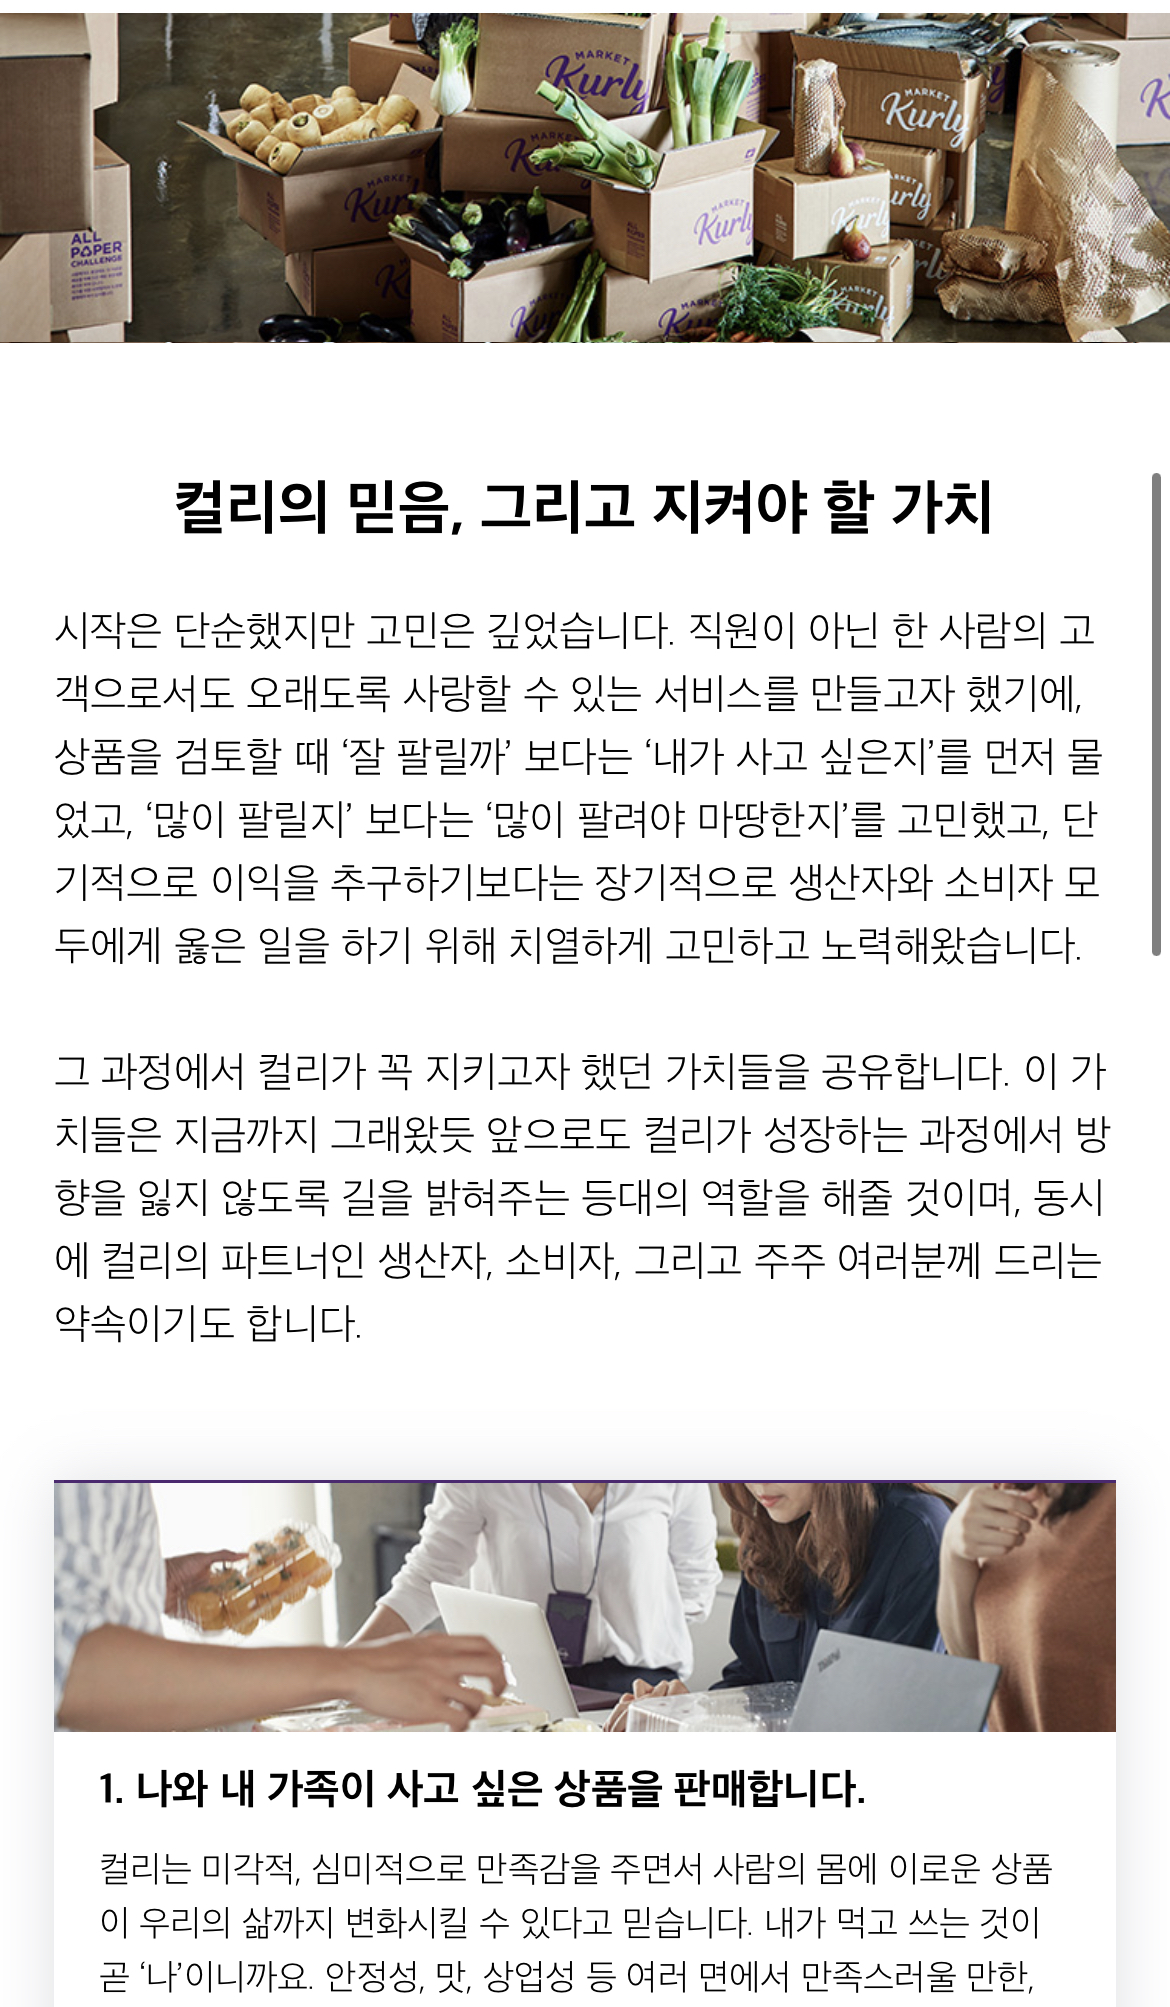 MARKET
Kurly
MARKET
Kurly
MARKET
MARKET
Kurly
MARKET
Kurly
ALL
PAPER
CHALLENGE
MARKET
Kurly
MARKET
컬리의 믿음, 그리고 지켜야 할 가치
시작은 단순했지만 고민은 깊었습니다. 직원이 아닌 한 사람의 고
객으로서도 오래도록 사랑할 수 있는 서비스를 만들고자 했기에,
상품을 검토할 때 ‘잘 팔릴까’ 보다는 ‘내가 사고 싶은지’를 먼저 물
었고, ‘많이 팔릴지’ 보다는 ‘많이 팔려야 마땅한지’를 고민했고, 단
기적으로 이익을 추구하기보다는 장기적으로 생산자와 소비자 모
두에게 옳은 일을 하기 위해 치열하게 고민하고 노력해왔습니다.
그 과정에서 컬리가 꼭 지키고자 했던 가치들을 공유합니다. 이 가
치들은 지금까지 그래왔듯 앞으로도 컬리가 성장하는 과정에서 방
향을 잃지 않도록 길을 밝혀주는 등대의 역할을 해줄 것이며, 동시
에 컬리의 파트너인 생산자, 소비자, 그리고 주주 여러분께 드리는
약속이기도 합니다.
1. 나와 내 가족이 사고 싶은 상품을 판매합니다.
컬리는 미각적, 심미적으로 만족감을 주면서 사람의 몸에 이로운 상품
이 우리의 삶까지 변화시킬 수 있다고 믿습니다. 내가 먹고 쓰는 것이
곧 ‘나’이니까요. 안정성, 맛, 상업성 등 여러 면에서 만족스러울 만한,